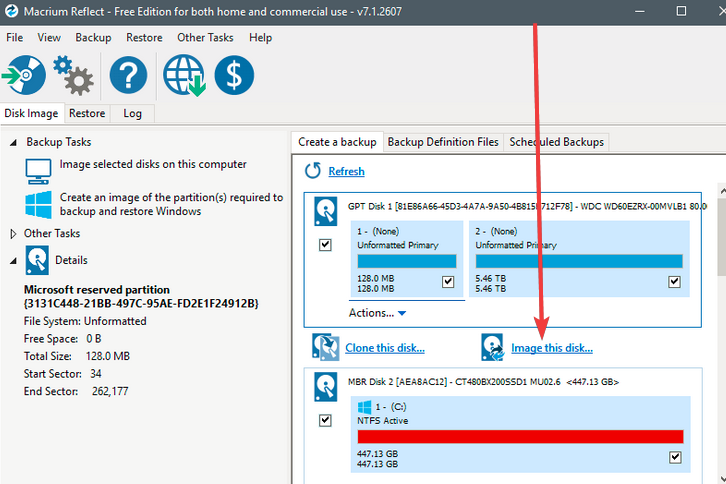 Macrium Reflect - Free Edition for both home and commercial use - v7.1.2607
File View Backup Restore Other Tasks Help
Disk Image Restore Log
Backup Tasks
Image selected disks on this computer
Create an image of the partition(s) required to
backup and restore Windows
Other Tasks
Details
Microsoft reserved partition
{3131C448-21BB-497C-95AE-FD2E1F24912B}
File System: Unformatted
Free Space: 0 B
Total Size: 128.0 MB
Start Sector: 34
End Sector: 262,177
Create a backup Backup Definition Files Scheduled Backups
Refresh
GPT Disk 1 - WDC WD60EZRX-00MVLB1 80.0
1 - (None)
Unformatted Primary
128.0 MB
128.0 MB
2 - (None)
Unformatted Primary
5.46 TB
5.46 TB
Actions...
Clone this disk...
Image this disk...
MBR Disk 2 [AEA8AC12] - CT480BX200SSD1 MU02.6 <447.13 GB>
1 - (C:)
NTFS Active
447.13 GB
447.13 GB